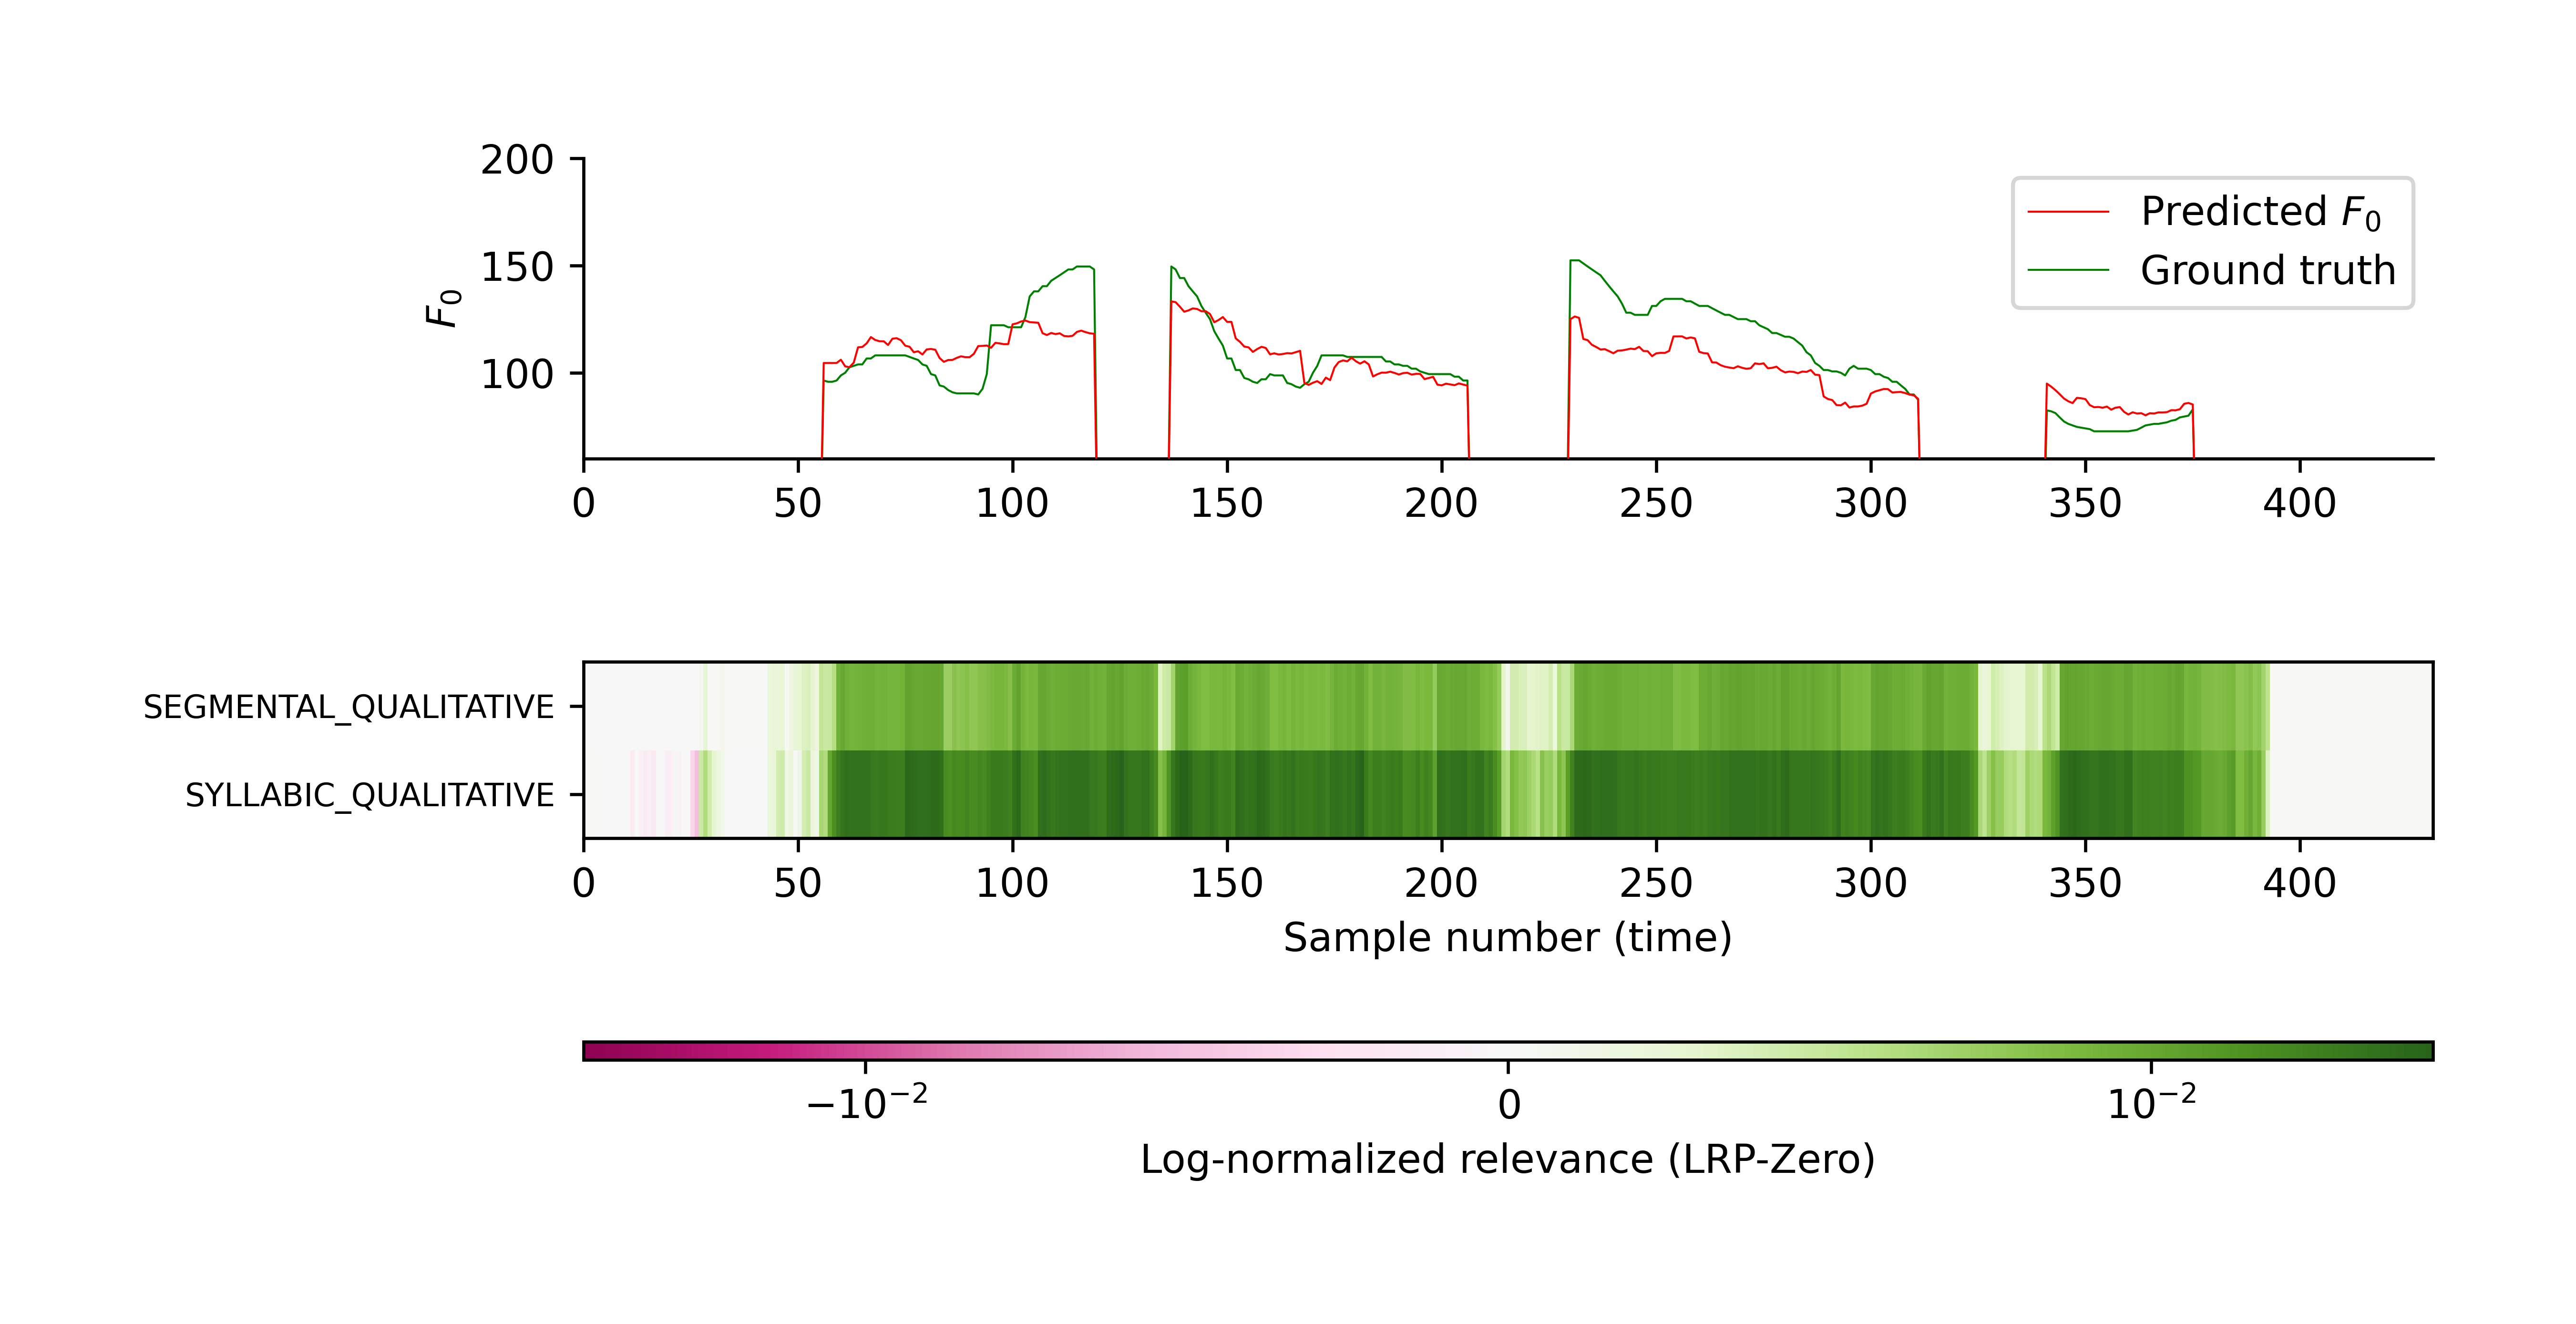 200
150
100
F₀
Predicted F₀
Ground truth
0 50 100 150 200 250 300 350 400
SEGMENTAL_QUALITATIVE
SYLLABIC_QUALITATIVE
0 50 100 150 200 250 300 350 400
Sample number (time)
−10⁻² 0 10⁻²
Log-normalized relevance (LRP-Zero)